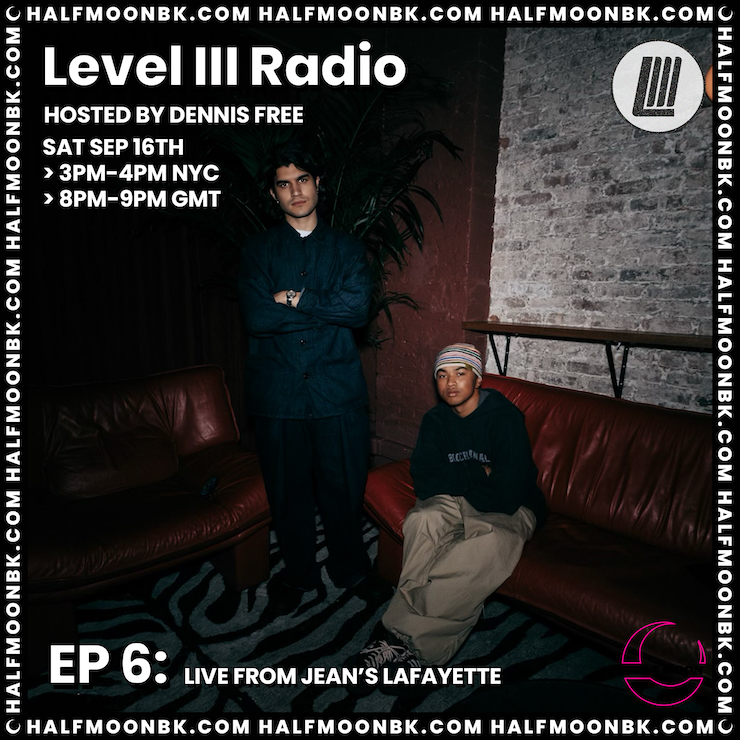 HALFMOONBK.COM HALFMOONBK.COM HALFMOONBK.COM
Level III Radio
HOSTED BY DENNIS FREE
SAT SEP 16TH
> 3PM-4PM NYC
> 8PM-9PM GMT
EP 6: LIVE FROM JEAN'S LAFAYETTE
HALFMOONBK.COM HALFMOONBK.COM HALFMOONBK.COM
HALFMOONBK.COM HALFMOONBK.COM HALFMOONBK.COM
HALFMOONBK.COM HALFMOONBK.COM HALFMOONBK.COM